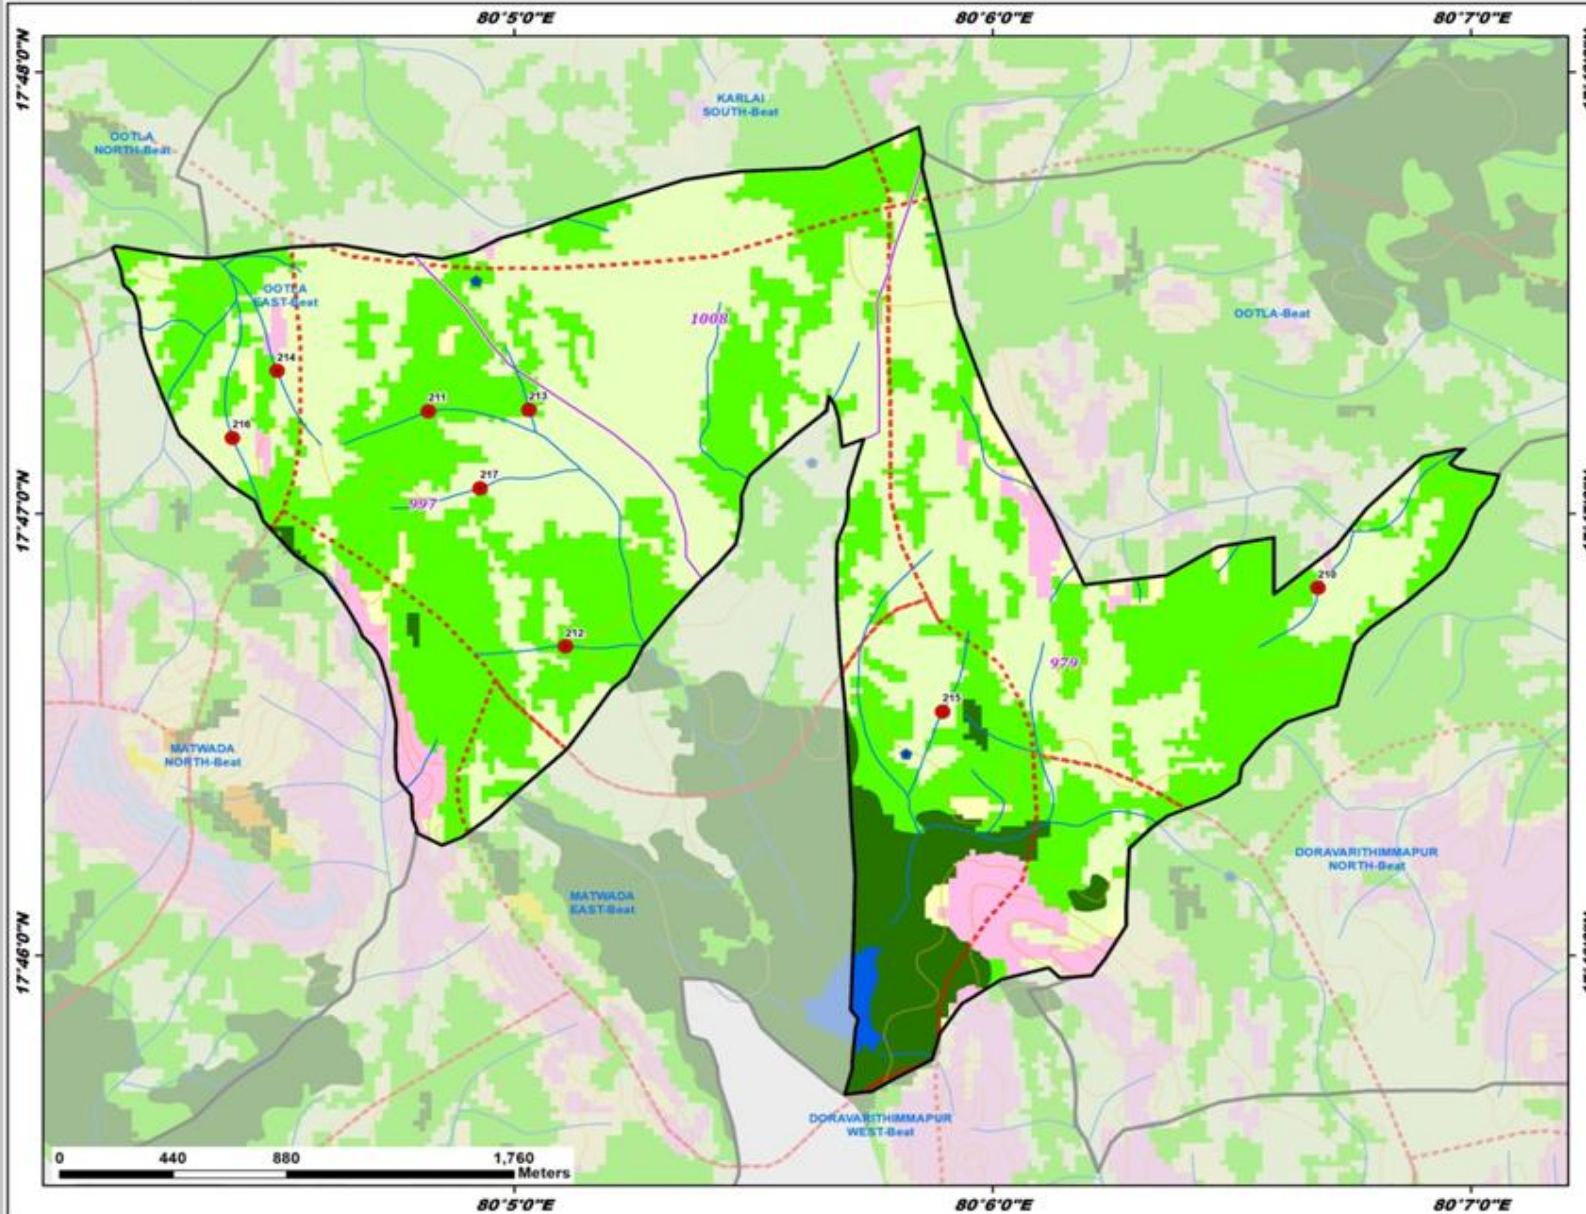 80°5'0"E 80°6'0"E 80°7'0"E
17°48'0"N
KARLAI
SOUTH-Beat
OOTLA
NORTH-Beat
OOTLA
EAST-Beat
1008
OOTLA-Beat
214
211
213
216
217
997
210
212
979
215
MATWADA
NORTH-Beat
DORAVARITHIMMAPUR
NORTH-Beat
MATWADA
EAST-Beat
DORAVARITHIMMAPUR
WEST-Beat
17°47'0"N
17°46'0"N
0 440 880 1,760
Meters
80°5'0"E 80°6'0"E 80°7'0"E